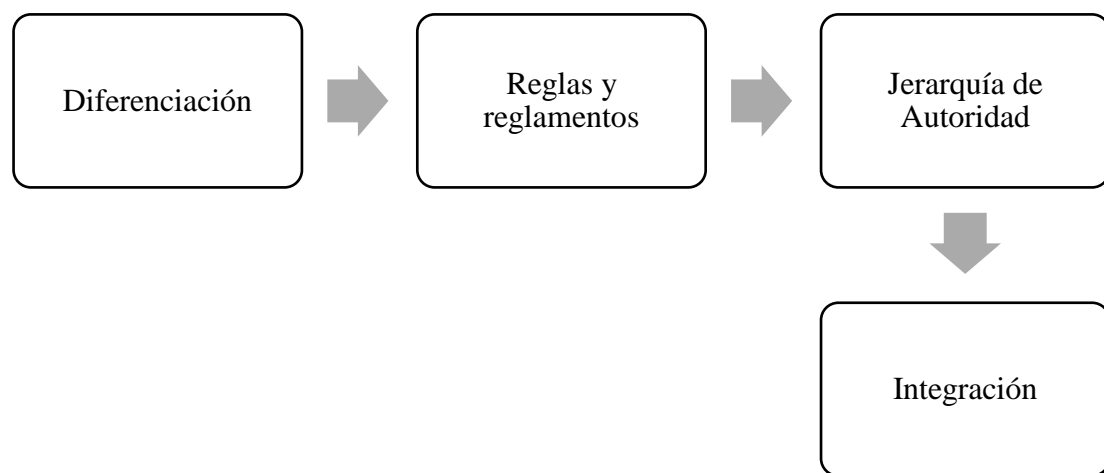 Diferenciación
Reglas y
reglamentos
Jerarquía de
Autoridad
Integración